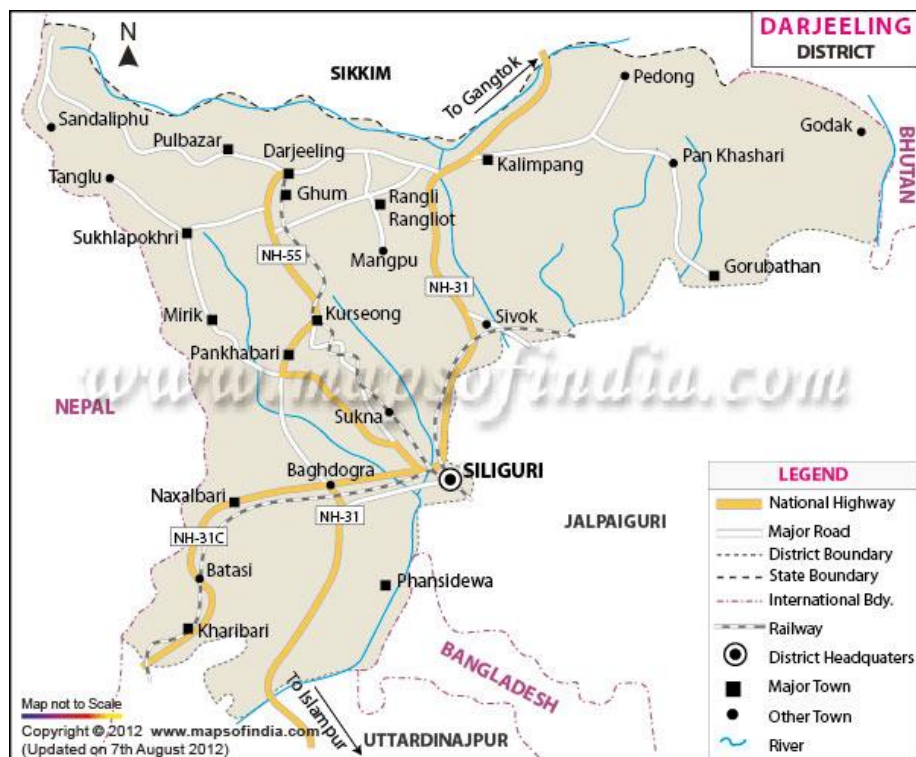 DARJEELING
DISTRICT
N
SIKKIM
To Gangtok
Pedong
Sandaliphu
Godak
Pulbazar
Darjeeling
Kalimpang
Pan Khashari
BHUTAN
Tanglu
Ghum
Rangli
Rangliot
Sukhlapokhri
NH-55
Mangpu
Gorubathan
NH-31
Mirik
Kurseong
Sivok
Pankhabari
www.mapsofindia.com
NEPAL
Sukna
Baghdogra
SILIGURI
Naxalbari
NH-31
JALPAIGURI
NH-31C
Batasi
Phansidewa
Kharibari
BANGLADESH
To Islampur
UTTARDINAJPUR
LEGEND
National Highway
Major Road
District Boundary
State Boundary
International Bdy.
Railway
District Headquaters
Major Town
Other Town
River
Map not to Scale
Copyright © 2012 www.mapsofindia.com
(Updated on 7th August 2012)